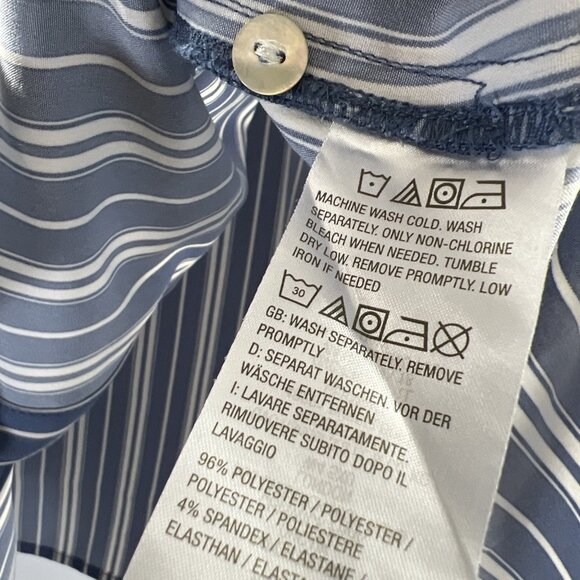 MACHINE WASH COLD. WASH
SEPARATELY. ONLY NON-CHLORINE
BLEACH WHEN NEEDED. TUMBLE
DRY LOW. REMOVE PROMPTLY. LOW
IRON IF NEEDED
30
GB: WASH SEPARATELY. REMOVE
PROMPTLY
D: SEPARAT WASCHEN. VOR DER
WÄSCHE ENTFERNEN
I: LAVARE SEPARATAMENTE.
RIMUOVERE SUBITO DOPO IL
LAVAGGIO
96% POLYESTER / POLYESTER /
POLYESTER / POLIESTERE
4% SPANDEX / ELASTANE /
ELASTHAN / ELASTANE